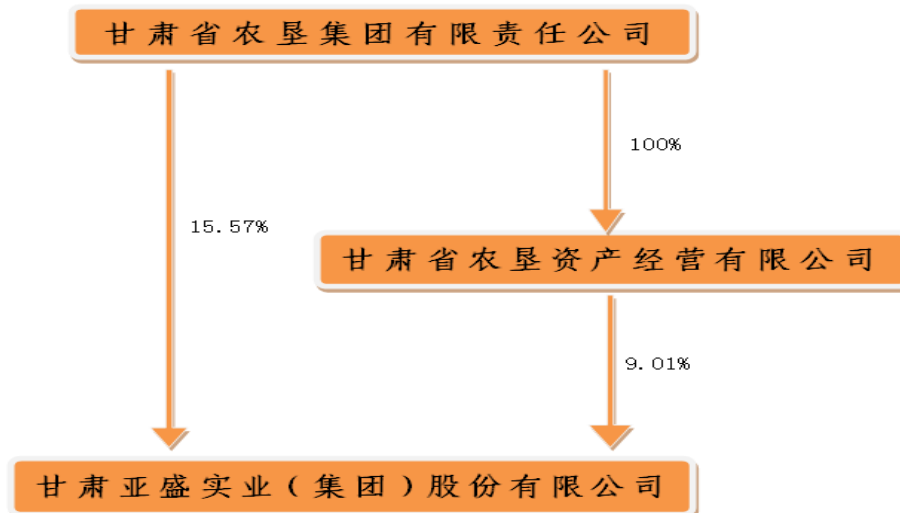 甘肃省农垦集团有限责任公司
100%
15.57%
甘肃省农垦资产经营有限公司
9.01%
甘肃亚盛实业(集团)股份有限公司